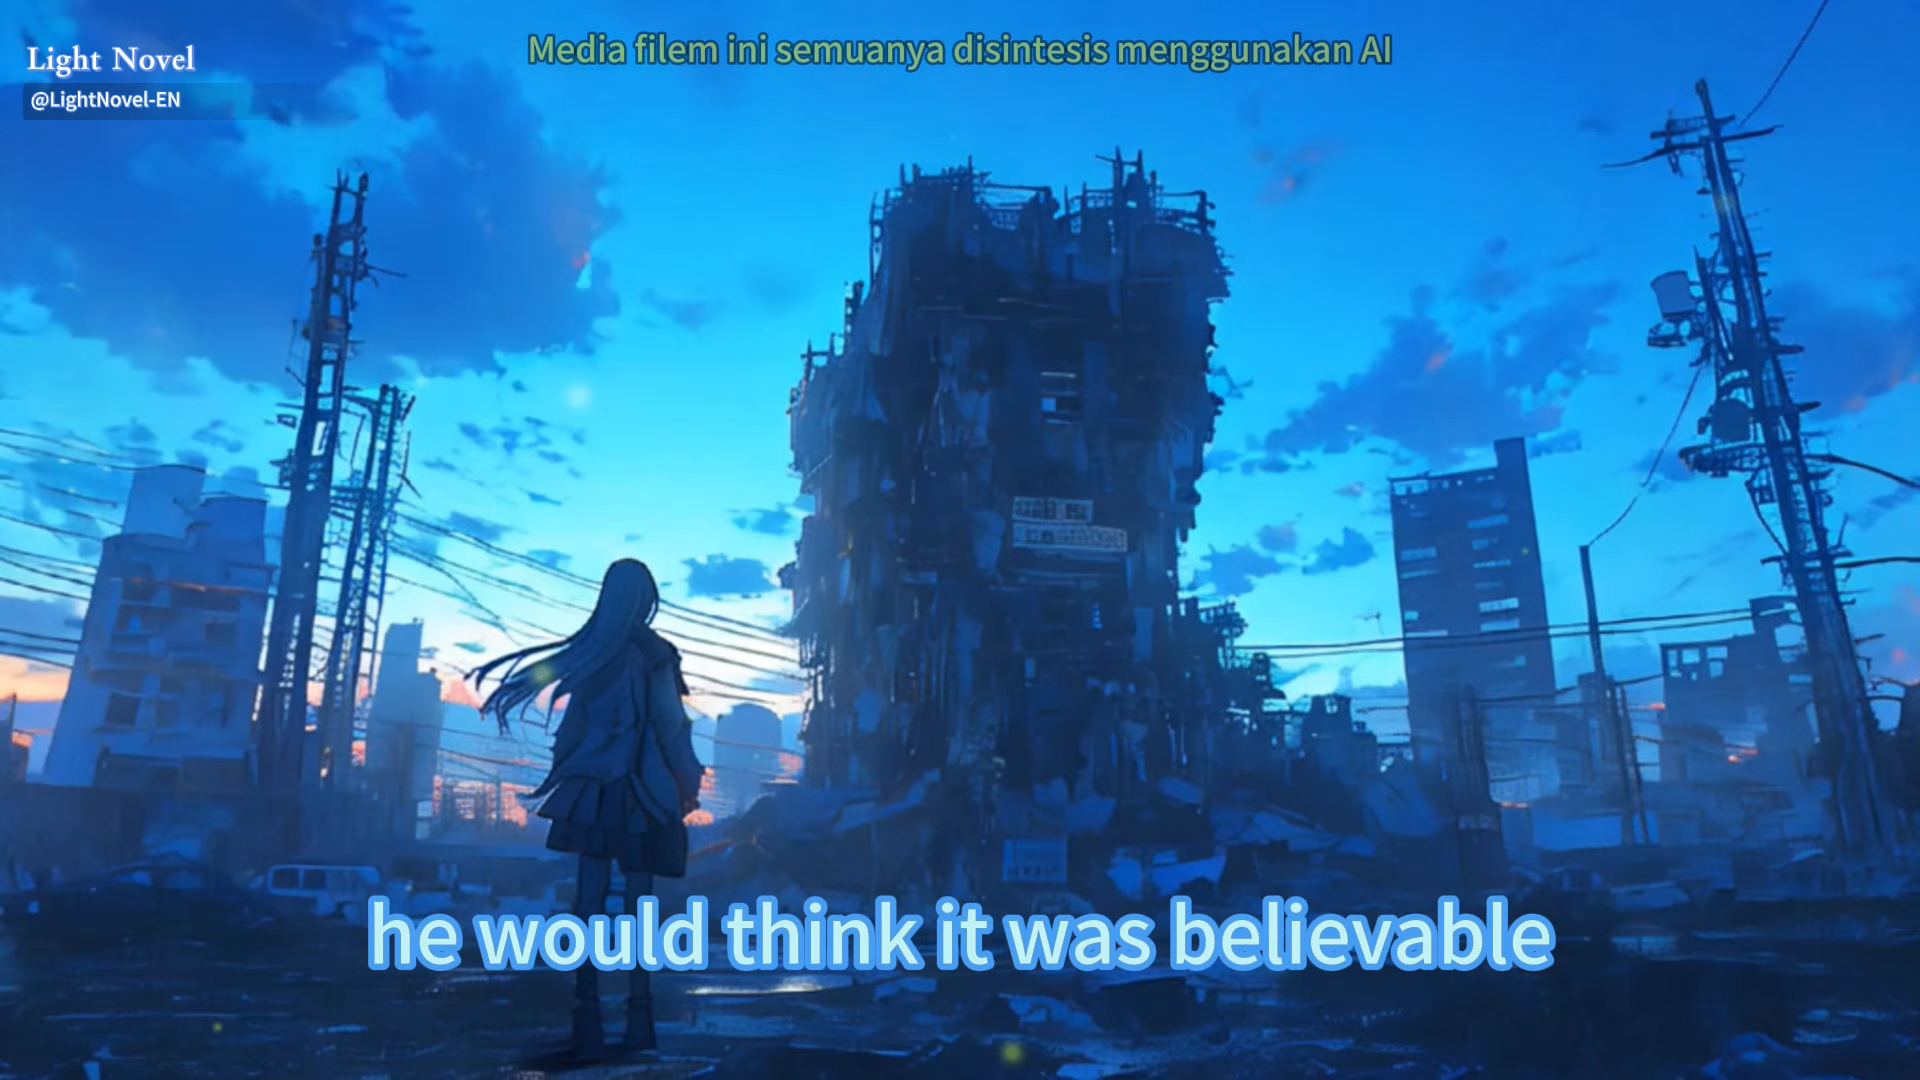 Light Novel
@LightNovel-EN
Media filem ini semuanya disintesis menggunakan AI
he would think it was believable